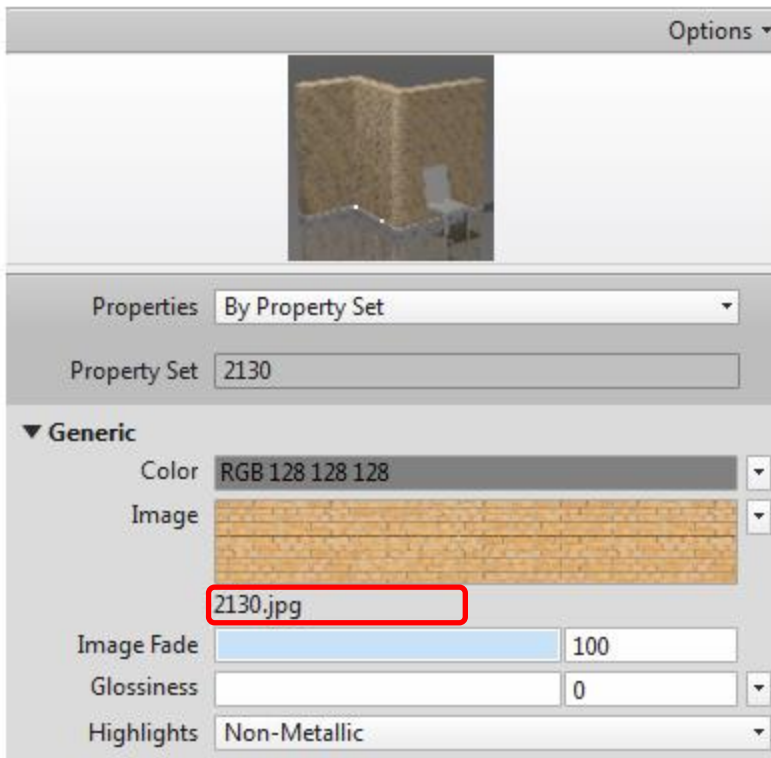 Options
Properties By Property Set
Property Set 2130
Generic
Color RGB 128 128 128
Image
2130.jpg
Image Fade 100
Glossiness 0
Highlights Non-Metallic